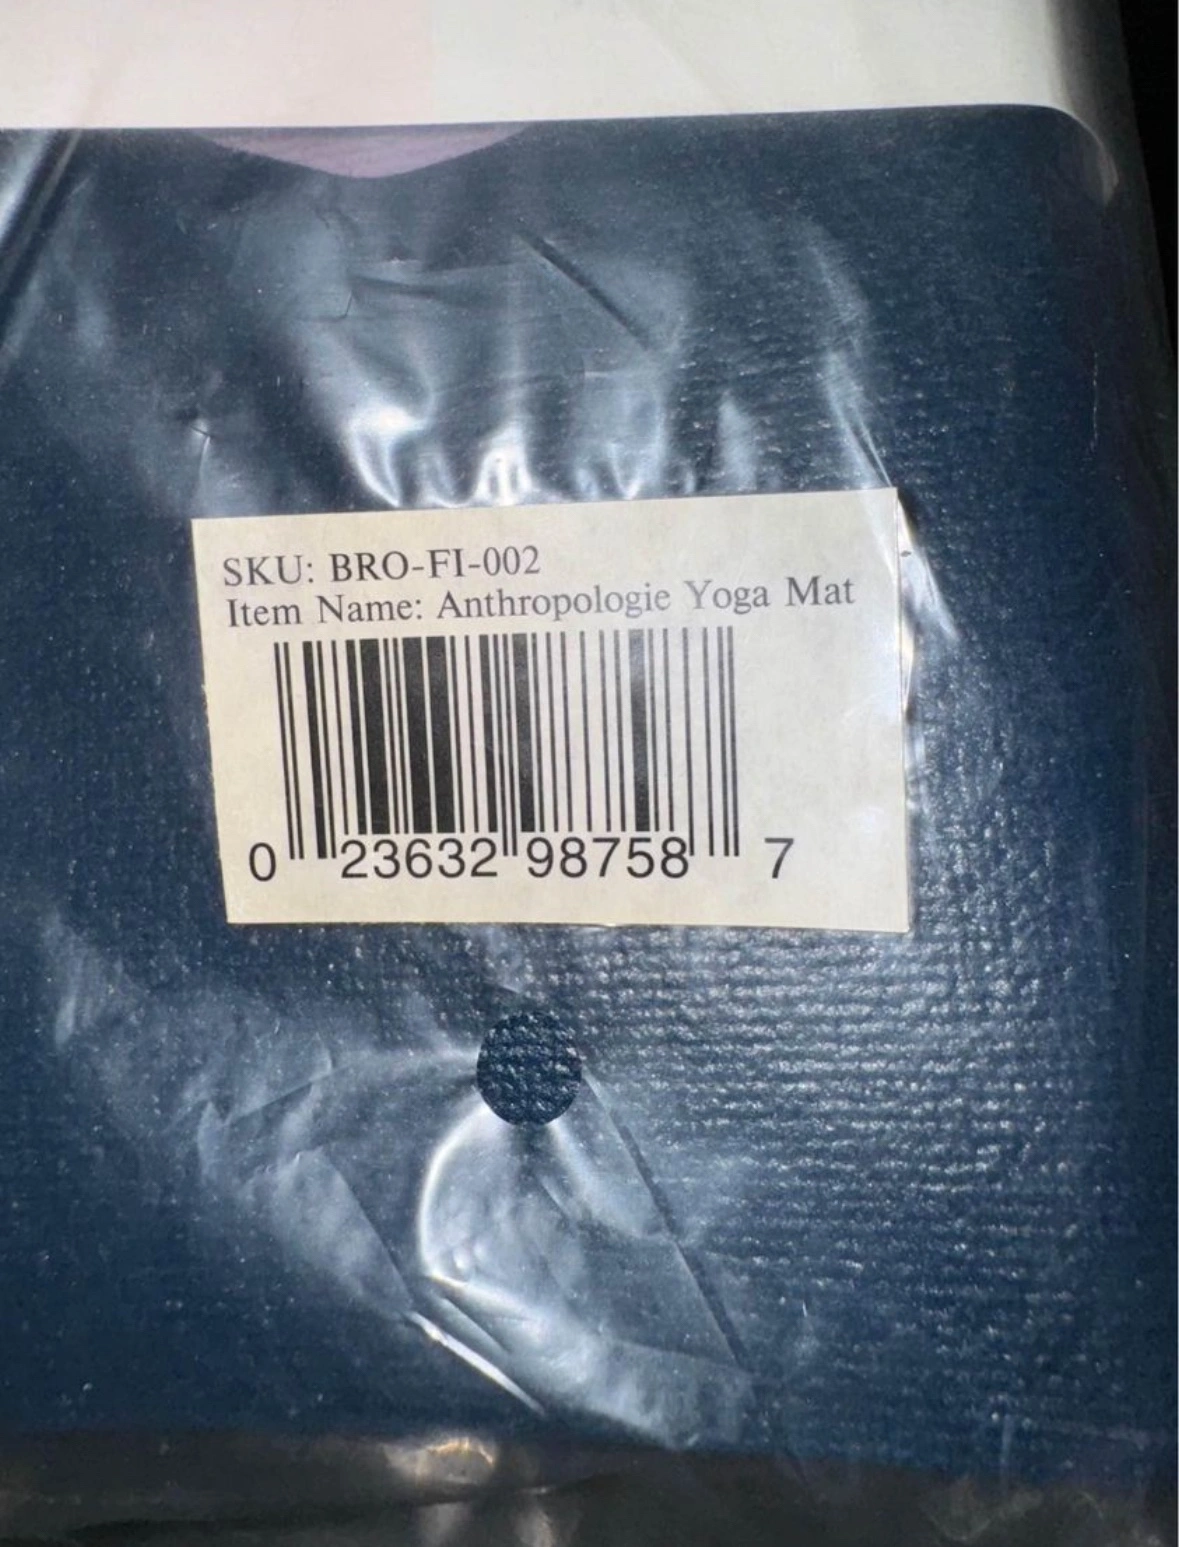 SKU: BRO-FI-002
Item Name: Anthropologie Yoga Mat
0 23632 98758 7